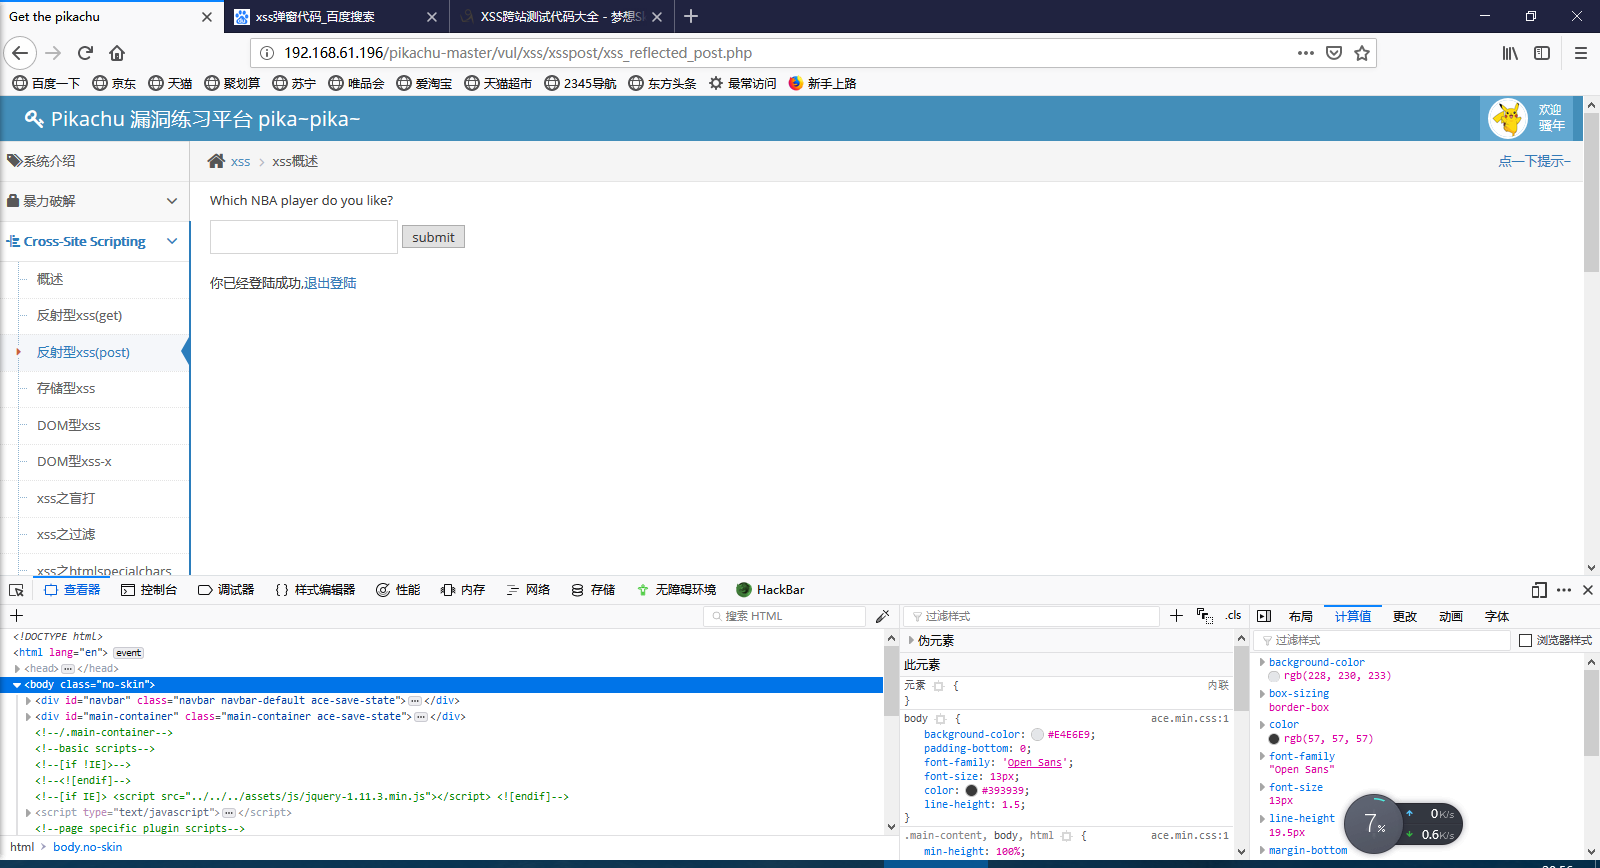 Get the pikachu
xss弹窗代码_百度搜索
XSS跨站测试代码大全 - 梦想
192.168.61.196/pikachu-master/vul/xss/xsspost/xss_reflected_post.php
百度一下 京东 天猫 聚划算 苏宁 唯品会 爱淘宝 天猫超市 2345导航 东方头条 最常访问 新手上路
Pikachu 漏洞练习平台 pika~pika~
欢迎
骚年
系统介绍
xss > xss概述
点一下提示~
暴力破解
Which NBA player do you like?
submit
Cross-Site Scripting
你已经登陆成功,退出登陆
概述
反射型xss(get)
反射型xss(post)
存储型xss
DOM型xss
DOM型xss-x
xss之盲打
xss之过滤
xss之htmlspecialchars
查看器 控制台 调试器 {} 样式编辑器 性能 内存 网络 存储 无障碍环境 HackBar
搜索 HTML
<!DOCTYPE html>
<html lang="en"> event
<head></head>
<body class="no-skin">
<div id="navbar" class="navbar navbar-default ace-save-state"></div>
<div id="main-container" class="main-container ace-save-state"></div>
<!--/.main-container-->
<!--basic scripts-->
<!--[if !IE]>-->
<!--<![endif]-->
<!--[if IE]> <script src="../../../assets/js/jquery-1.11.3.min.js"></script> <![endif]-->
<script type="text/javascript"></script>
<!--page specific plugin scripts-->
html > body.no-skin
过滤样式
.cls
伪元素
此元素
元素 { 内联
}
body { ace.min.css:1
background-color: #E4E6E9;
padding-bottom: 0;
font-family: 'Open Sans';
font-size: 13px;
color: #393939;
line-height: 1.5;
}
.main-content, body, html { ace.min.css:1
min-height: 100%;
布局 计算值 更改 动画 字体
过滤样式
浏览器样式
background-color
rgb(228, 230, 233)
box-sizing
border-box
color
rgb(57, 57, 57)
font-family
"Open Sans"
font-size
13px
line-height
19.5px
margin-bottom
7%
0K/s
0.6K/s